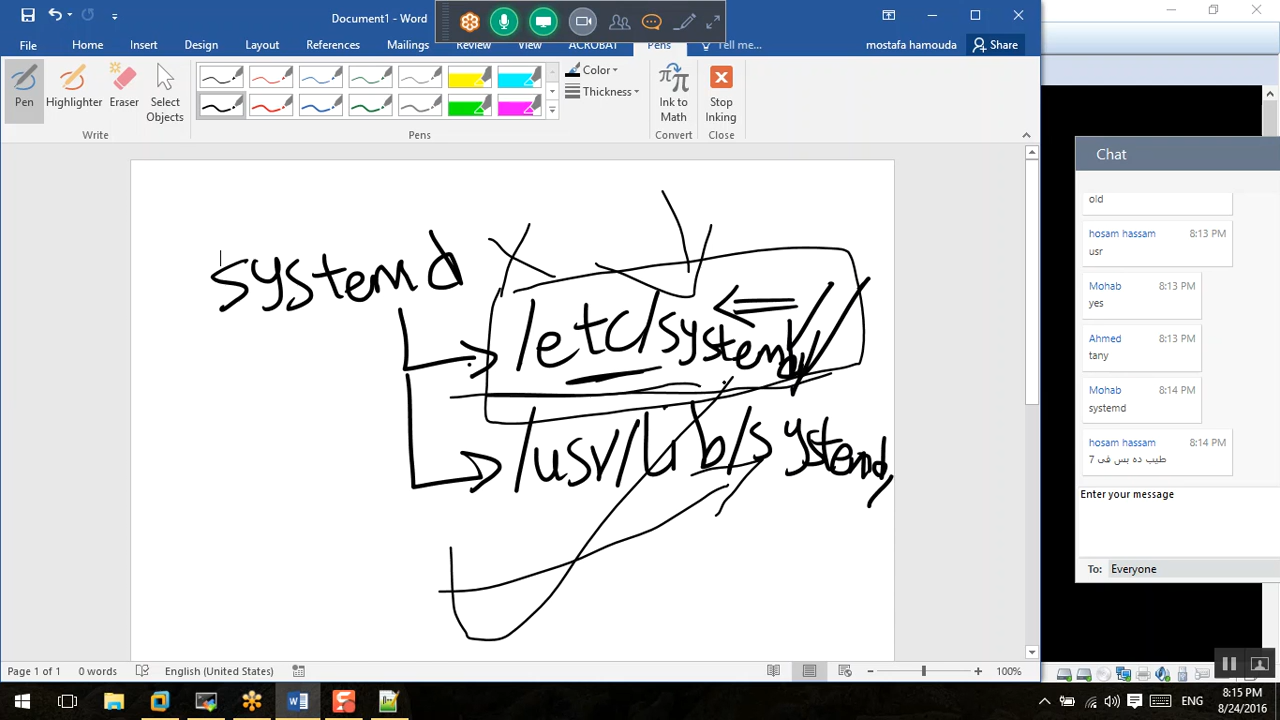 Document1 - Word
File Home Insert Design Layout References Mailings Review View ACROBAT Pens Tell me... mostafa hamouda Share
Pen Highlighter Eraser Select Objects
Color
Thickness
Ink to Math
Stop Inking
Write Pens Convert Close
systemd
/etc/systemd
/usr/lib/systemd
Chat
old
hosam hassam 8:13 PM
usr
Mohab 8:13 PM
yes
Ahmed 8:13 PM
tany
Mohab 8:14 PM
systemd
hosam hassam 8:14 PM
طيب ده بس فى 7
Enter your message
To: Everyone
Page 1 of 1 0 words English (United States) 100%
ENG 8:15 PM
8/24/2016